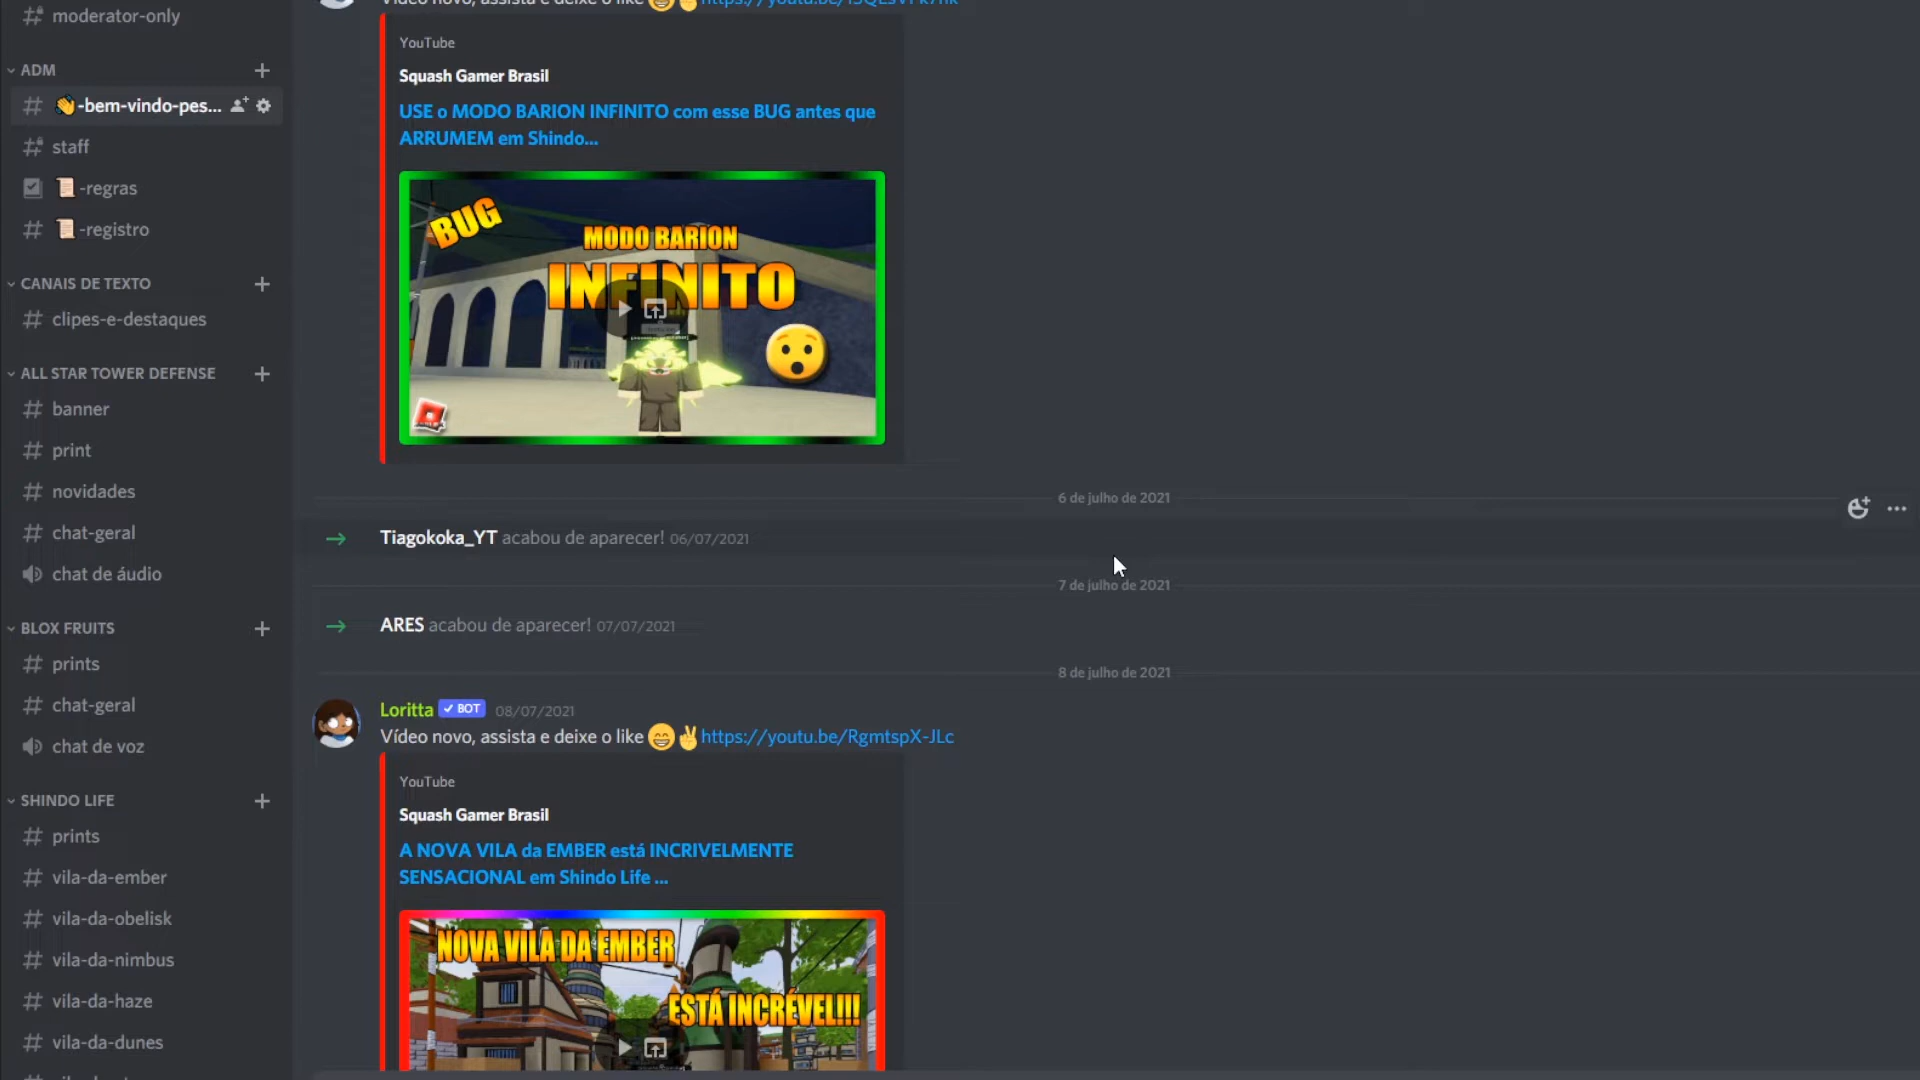 moderator-only
ADM
👋-bem-vindo-pes...
staff
📜-regras
📜-registro
CANAIS DE TEXTO
clipes-e-destaques
ALL STAR TOWER DEFENSE
banner
print
novidades
chat-geral
chat de áudio
BLOX FRUITS
prints
chat-geral
chat de voz
SHINDO LIFE
prints
vila-da-ember
vila-da-obelisk
vila-da-nimbus
vila-da-haze
vila-da-dunes
Vídeo novo, assista e deixe o like
YouTube
Squash Gamer Brasil
USE o MODO BARION INFINITO com esse BUG antes que
ARRUMEM em Shindo...
BUG
MODO BARION
INFINITO
6 de julho de 2021
Tiagokoka_YT acabou de aparecer! 06/07/2021
7 de julho de 2021
ARES acabou de aparecer! 07/07/2021
8 de julho de 2021
Loritta BOT 08/07/2021
Vídeo novo, assista e deixe o like 😄✌https://youtu.be/RgmtspX-JLc
YouTube
Squash Gamer Brasil
A NOVA VILA da EMBER está INCRIVELMENTE
SENSACIONAL em Shindo Life ...
NOVA VILA DA EMBER
ESTÁ INCRÉVEL!!!